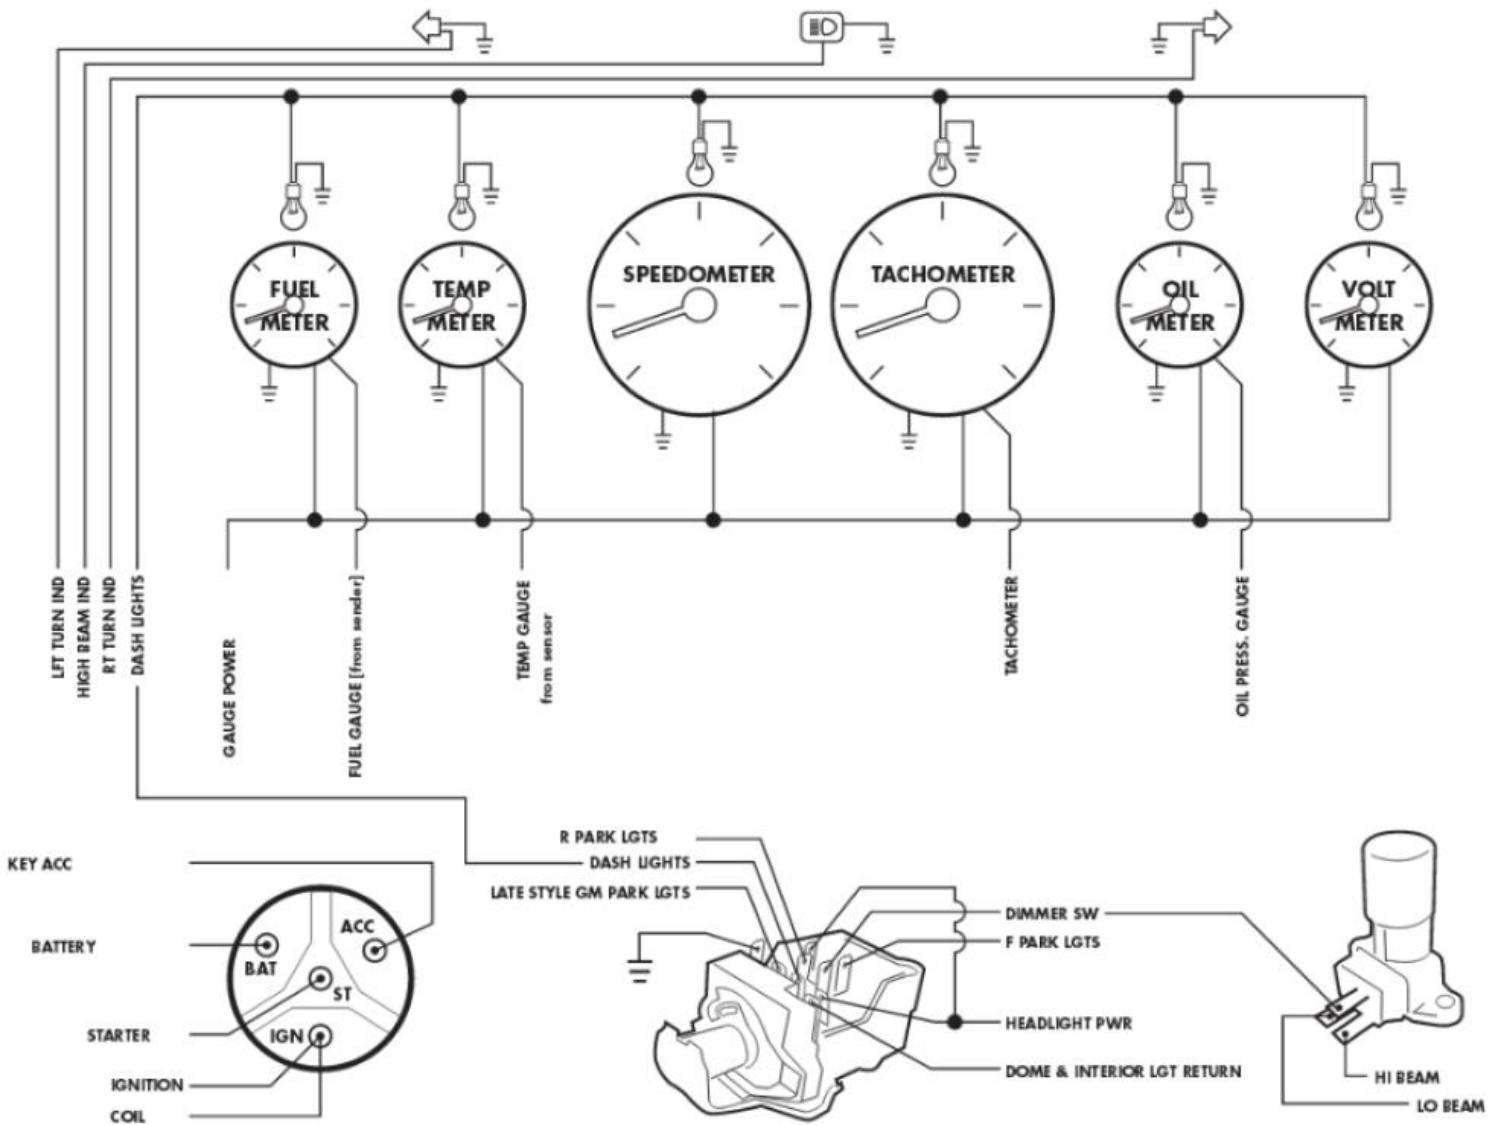 FUEL
METER
TEMP
METER
SPEEDOMETER
TACHOMETER
OIL
METER
VOLT
METER
LFT TURN IND
HIGH BEAM IND
RT TURN IND
DASH LIGHTS
GAUGE POWER
FUEL GAUGE [from sender]
TEMP GAUGE
from sensor
TACHOMETER
OIL PRESS. GAUGE
KEY ACC
BATTERY
STARTER
IGNITION
COIL
ACC
BAT
ST
IGN
R PARK LGTS
DASH LIGHTS
LATE STYLE GM PARK LGTS
DIMMER SW
F PARK LGTS
HEADLIGHT PWR
DOME & INTERIOR LGT RETURN
HI BEAM
LO BEAM